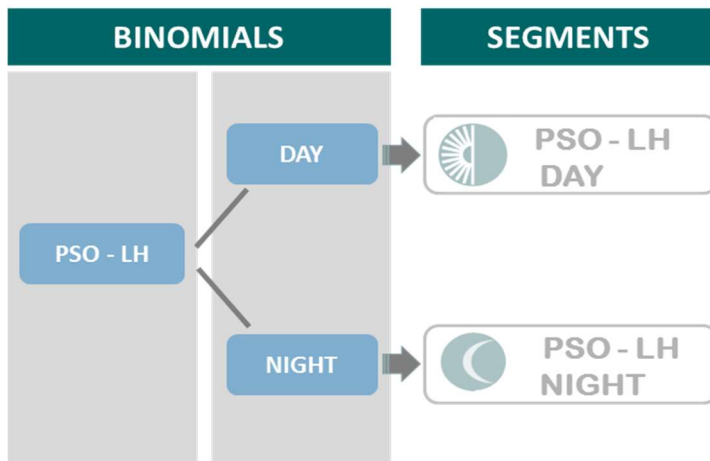 BINOMIALS
SEGMENTS
PSO - LH
DAY
NIGHT
PSO - LH
DAY
PSO - LH
NIGHT